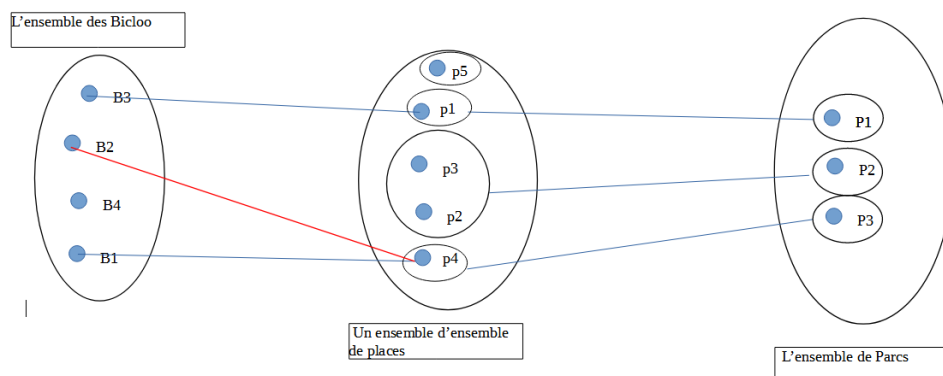 L'ensemble des Bicloo
B3
B2
B4
B1
p5
p1
p3
p2
p4
Un ensemble d'ensemble
de places
P1
P2
P3
L'ensemble de Parcs